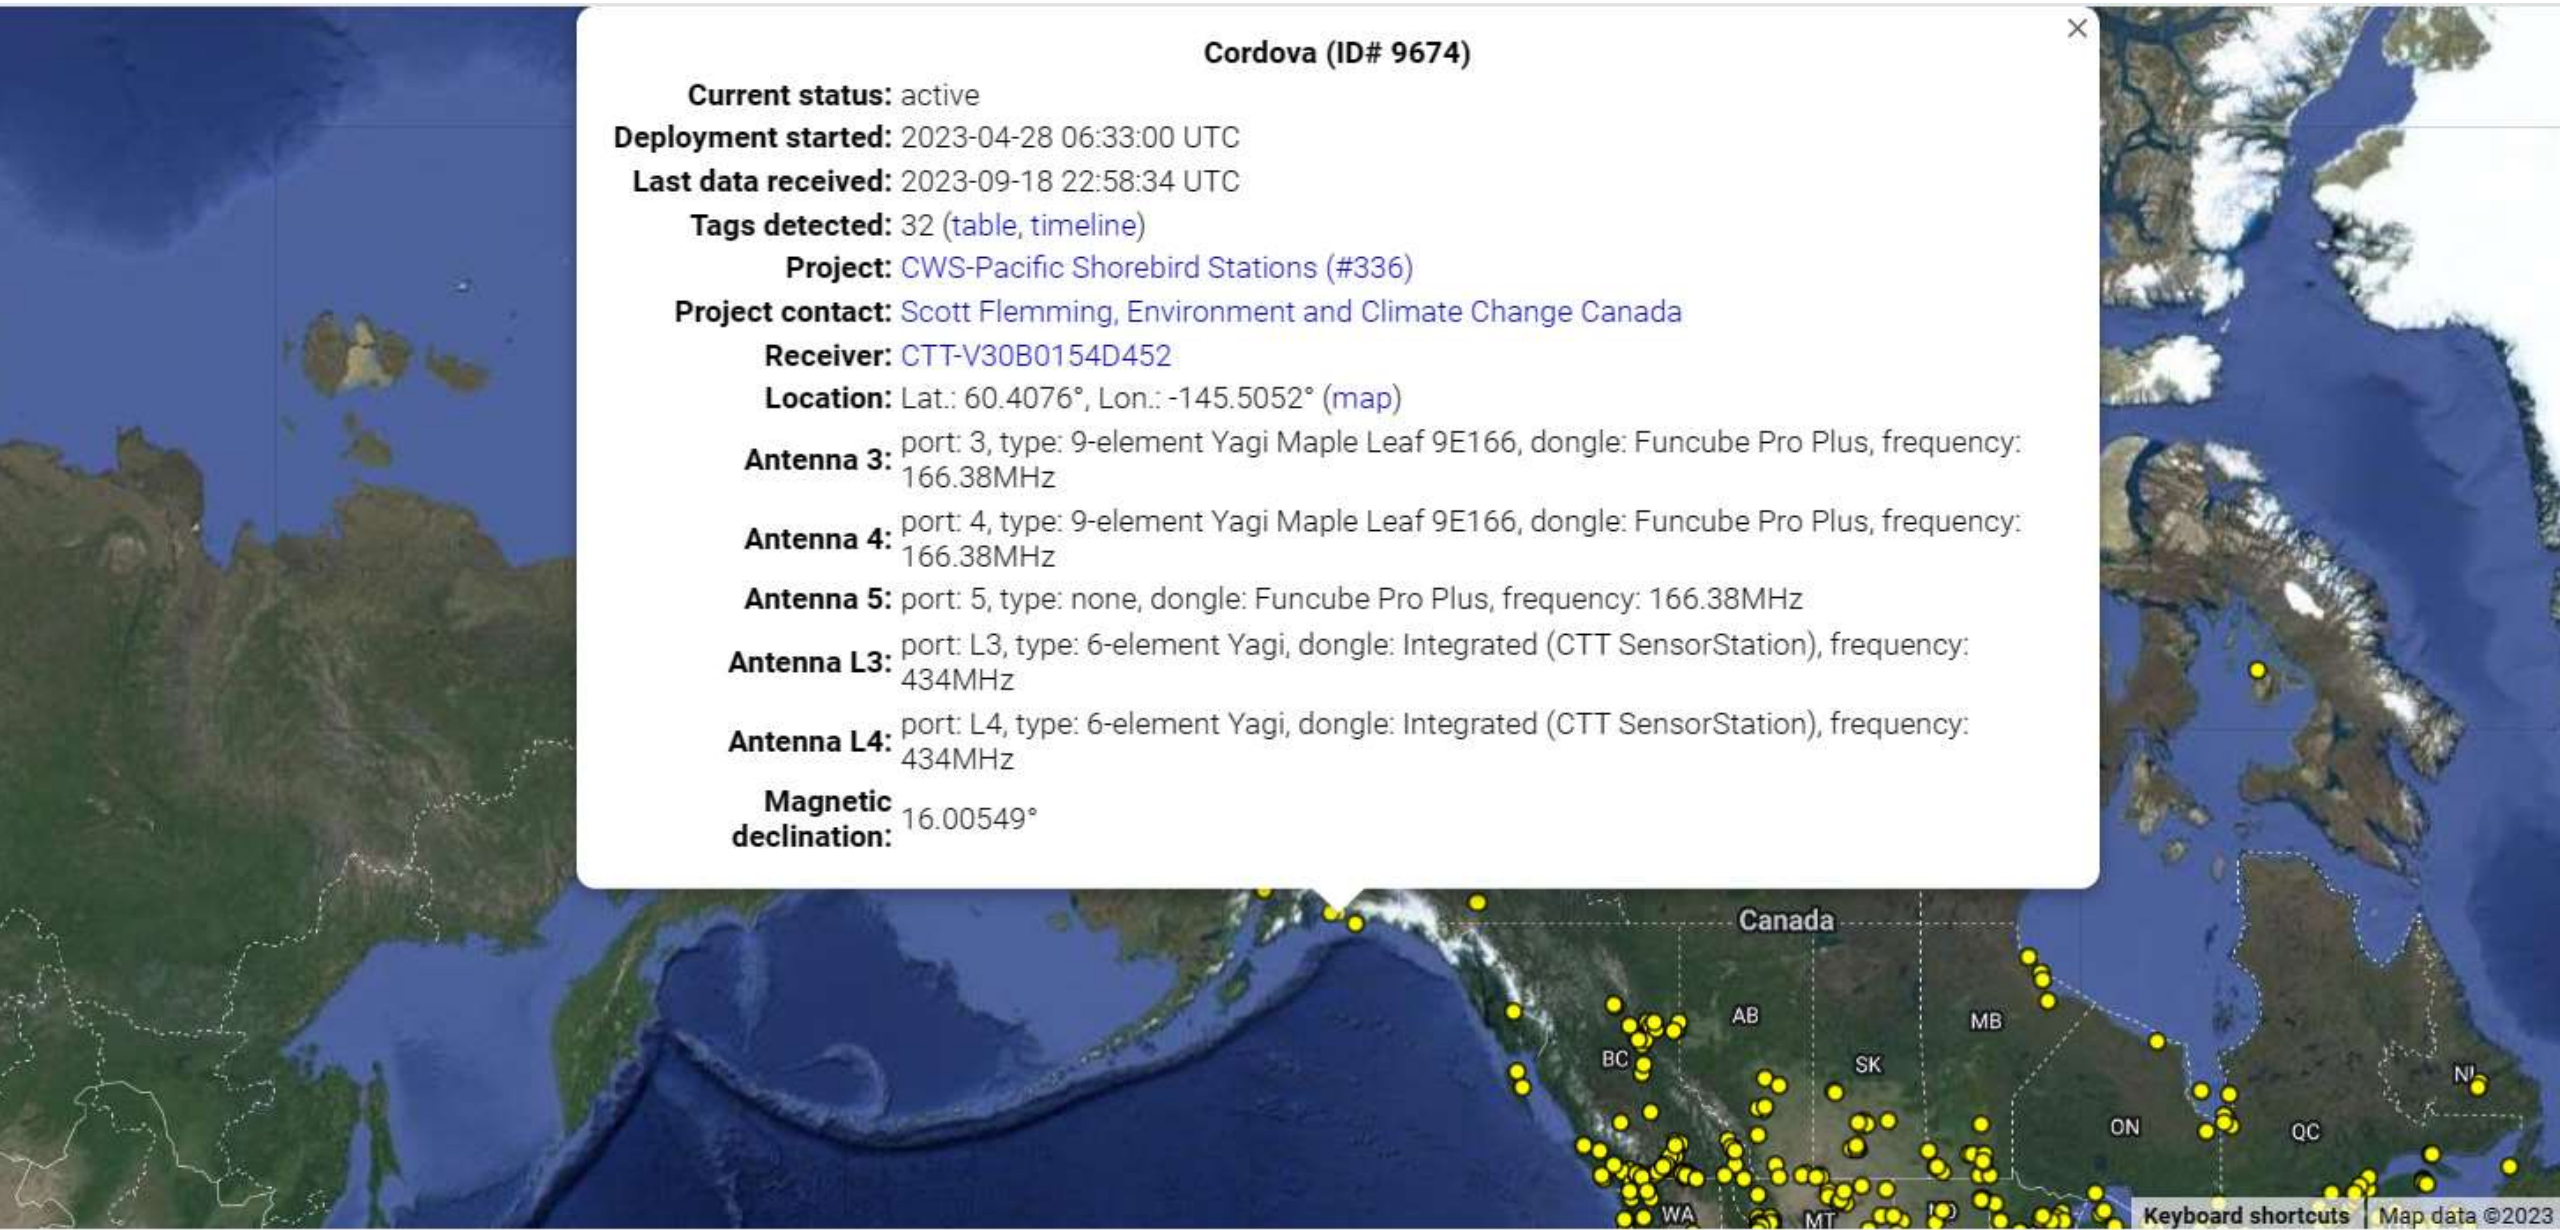 ×
Cordova (ID# 9674)
Current status: active
Deployment started: 2023-04-28 06:33:00 UTC
Last data received: 2023-09-18 22:58:34 UTC
Tags detected: 32 (table, timeline)
Project: CWS-Pacific Shorebird Stations (#336)
Project contact: Scott Flemming, Environment and Climate Change Canada
Receiver: CTT-V30B0154D452
Location: Lat.: 60.4076°, Lon.: -145.5052° (map)
Antenna 3: port: 3, type: 9-element Yagi Maple Leaf 9E166, dongle: Funcube Pro Plus, frequency:
166.38MHz
Antenna 4: port: 4, type: 9-element Yagi Maple Leaf 9E166, dongle: Funcube Pro Plus, frequency:
166.38MHz
Antenna 5: port: 5, type: none, dongle: Funcube Pro Plus, frequency: 166.38MHz
Antenna L3: port: L3, type: 6-element Yagi, dongle: Integrated (CTT SensorStation), frequency:
434MHz
Antenna L4: port: L4, type: 6-element Yagi, dongle: Integrated (CTT SensorStation), frequency:
434MHz
Magnetic
declination: 16.00549°
Canada
AB
MB
BC
SK
ON
QC
WA
MT
Keyboard shortcuts
Map data ©2023